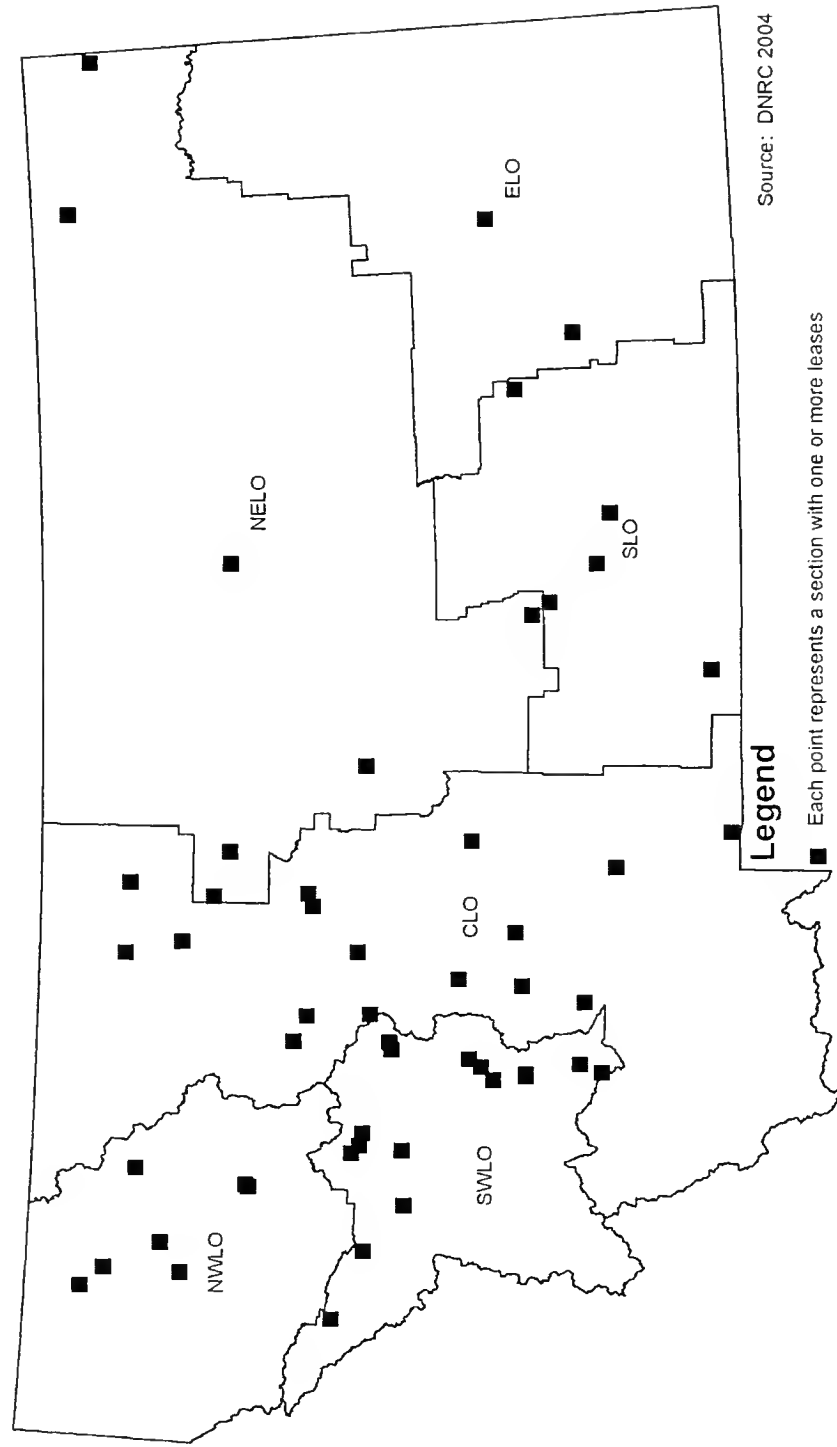 NWLO
SWLO
CLO
NELO
SLO
ELO
Legend
Each point represents a section with one or more leases
Source: DNRC 2004